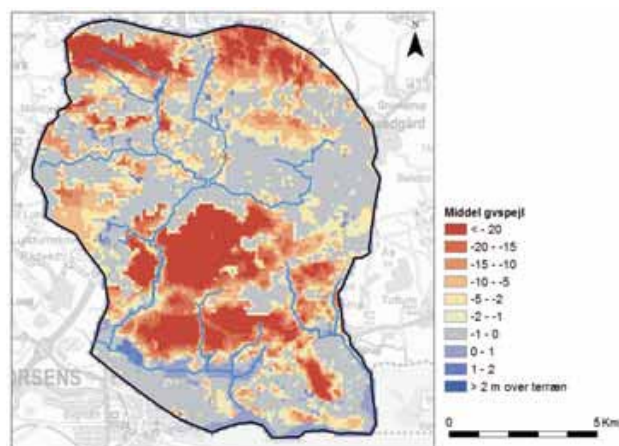 N
Middel gvspejl
< - 20
-20 - -15
-15 - -10
-10 - -5
-5 - -2
-2 - -1
-1 - 0
0 - 1
1 - 2
> 2 m over terræn
0 5 Km
ORSENS